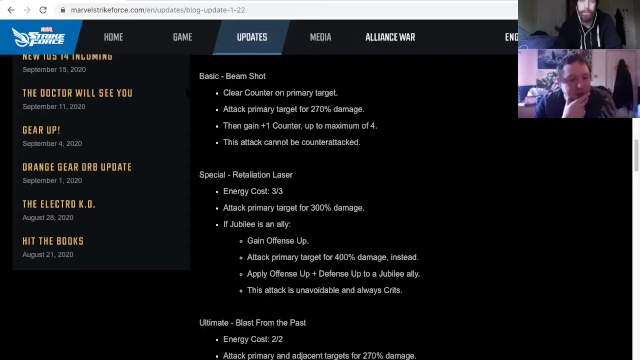 marvelstrikeforce.com/en/updates/blog-update-1-22
MARVEL
STRIKE FORCE
HOME
GAME
UPDATES
MEDIA
ALLIANCE WAR
ENG
NEW IOS 14 INCOMING
September 15, 2020
THE DOCTOR WILL SEE YOU
September 11, 2020
GEAR UP!
September 4, 2020
ORANGE GEAR ORB UPDATE
September 1, 2020
THE ELECTRO K.O.
August 28, 2020
HIT THE BOOKS
August 21, 2020
Basic - Beam Shot
Clear Counter on primary target.
Attack primary target for 270% damage.
Then gain +1 Counter, up to maximum of 4.
This attack cannot be counterattacked.
Special - Retaliation Laser
Energy Cost: 3/3
Attack primary target for 300% damage.
If Jubilee is an ally:
Gain Offense Up.
Attack primary target for 400% damage, instead.
Apply Offense Up + Defense Up to a Jubilee ally.
This attack is unavoidable and always Crits.
Ultimate - Blast From the Past
Energy Cost: 2/2
Attack primary and adjacent targets for 270% damage.